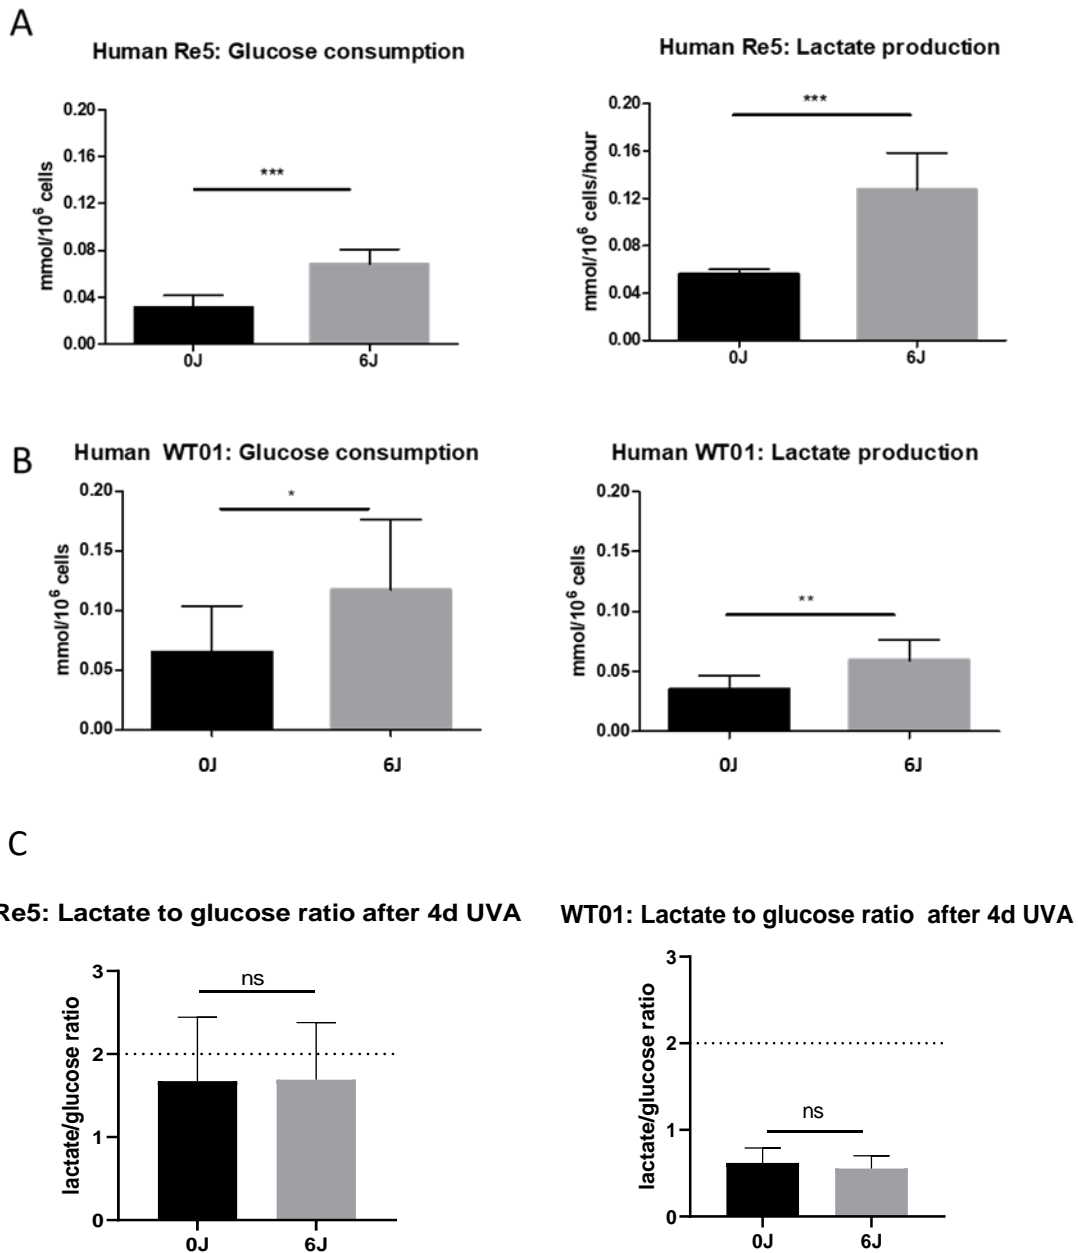 A
Human Re5: Glucose consumption
mmol/10⁶ cells
0.20
0.16
0.12
0.08
0.04
0.00
***
0J
6J
Human Re5: Lactate production
mmol/10⁶ cells/hour
0.20
0.16
0.12
0.08
0.04
0.00
***
0J
6J
B
Human WT01: Glucose consumption
mmol/10⁶ cells
0.20
0.15
0.10
0.05
0.00
*
0J
6J
Human WT01: Lactate production
mmol/10⁶ cells
0.20
0.15
0.10
0.05
0.00
**
0J
6J
C
Re5: Lactate to glucose ratio after 4d UVA
lactate/glucose ratio
3
2
1
0
ns
0J
6J
WT01: Lactate to glucose ratio after 4d UVA
lactate/glucose ratio
3
2
1
0
ns
0J
6J